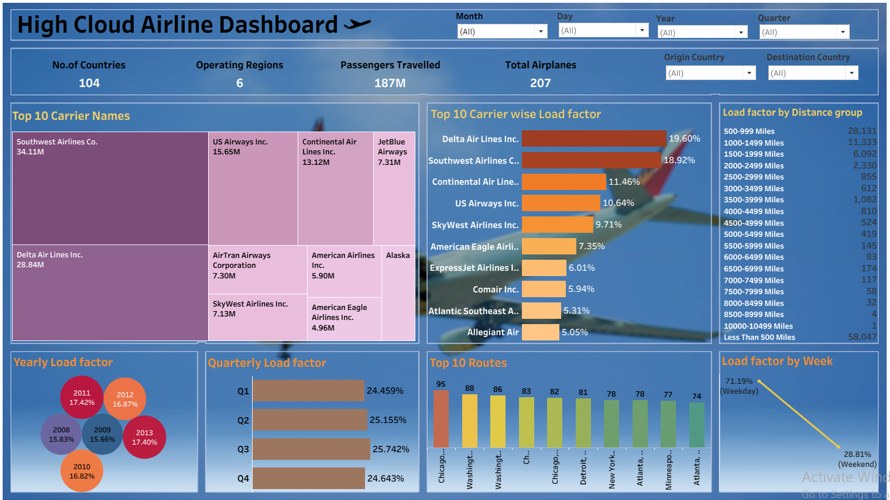 High Cloud Airline Dashboard
Month
Day
Year
Quarter
(All)
(All)
(All)
(All)
No.of Countries
Operating Regions
Passengers Travelled
Total Airplanes
Origin Country
Destination Country
104
6
187M
207
(All)
(All)
Top 10 Carrier Names
Southwest Airlines Co.
34.11M
US Airways Inc.
15.65M
Continental Air
Lines Inc.
13.12M
JetBlue
Airways
7.31M
Delta Air Lines Inc.
28.84M
AirTran Airways
Corporation
7.30M
American Airlines
Inc.
5.90M
Alaska
SkyWest Airlines Inc.
7.13M
American Eagle
Airlines Inc.
4.96M
Top 10 Carrier wise Load factor
Delta Air Lines Inc. 19.60%
Southwest Airlines C.. 18.92%
Continental Air Line.. 11.46%
US Airways Inc. 10.64%
SkyWest Airlines Inc. 9.71%
American Eagle Airli.. 7.35%
ExpressJet Airlines I.. 6.01%
Comair Inc. 5.94%
Atlantic Southeast A.. 5.31%
Allegiant Air 5.05%
Load factor by Distance group
500-999 Miles 28,131
1000-1499 Miles 11,333
1500-1999 Miles 6,092
2000-2499 Miles 2,330
2500-2999 Miles 855
3000-3499 Miles 612
3500-3999 Miles 1,082
4000-4499 Miles 810
4500-4999 Miles 524
5000-5499 Miles 419
5500-5999 Miles 145
6000-6499 Miles 83
6500-6999 Miles 174
7000-7499 Miles 117
7500-7999 Miles 58
8000-8499 Miles 32
8500-8999 Miles 4
10000-10499 Miles 1
Less Than 500 Miles 58,047
Yearly Load factor
2011
17.42%
2012
16.87%
2008
15.83%
2009
15.66%
2013
17.40%
2010
16.82%
Quarterly Load factor
Q1 24.459%
Q2 25.155%
Q3 25.742%
Q4 24.643%
Top 10 Routes
95 88 86 83 82 81 78 78 77 74
Chicago,..
Washingt..
Washingt..
Ch..
Chicago,..
Detroit, ..
New York..
Atlanta, ..
Minneapo..
Atlanta, ..
Load factor by Week
71.19%
(Weekday)
28.81%
(Weekend)
Activate Wind
Go to Settings to a